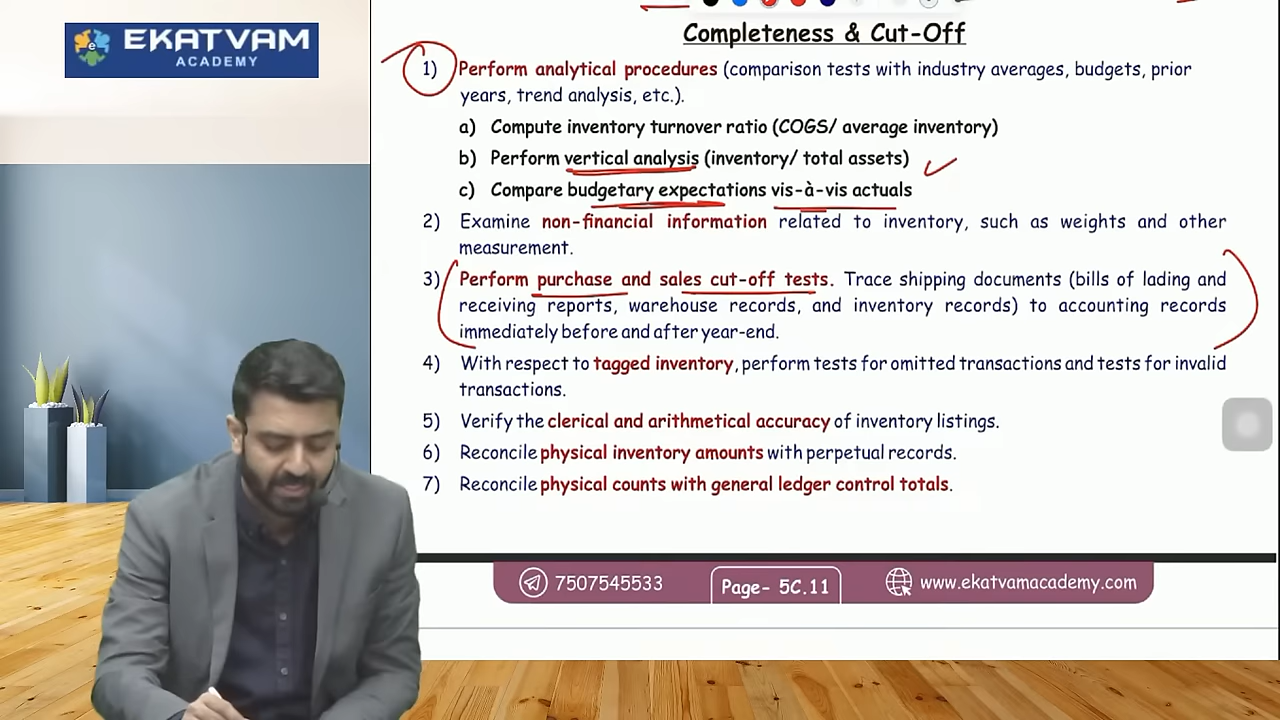 EKATVAM
ACADEMY
Completeness & Cut-Off
1) Perform analytical procedures (comparison tests with industry averages, budgets, prior
years, trend analysis, etc.).
a) Compute inventory turnover ratio (COGS/ average inventory)
b) Perform vertical analysis (inventory/ total assets)
c) Compare budgetary expectations vis-à-vis actuals
2) Examine non-financial information related to inventory, such as weights and other
measurement.
3) Perform purchase and sales cut-off tests. Trace shipping documents (bills of lading and
receiving reports, warehouse records, and inventory records) to accounting records
immediately before and after year-end.
4) With respect to tagged inventory, perform tests for omitted transactions and tests for invalid
transactions.
5) Verify the clerical and arithmetical accuracy of inventory listings.
6) Reconcile physical inventory amounts with perpetual records.
7) Reconcile physical counts with general ledger control totals.
7507545533
Page- 5C.11
www.ekatvamacademy.com